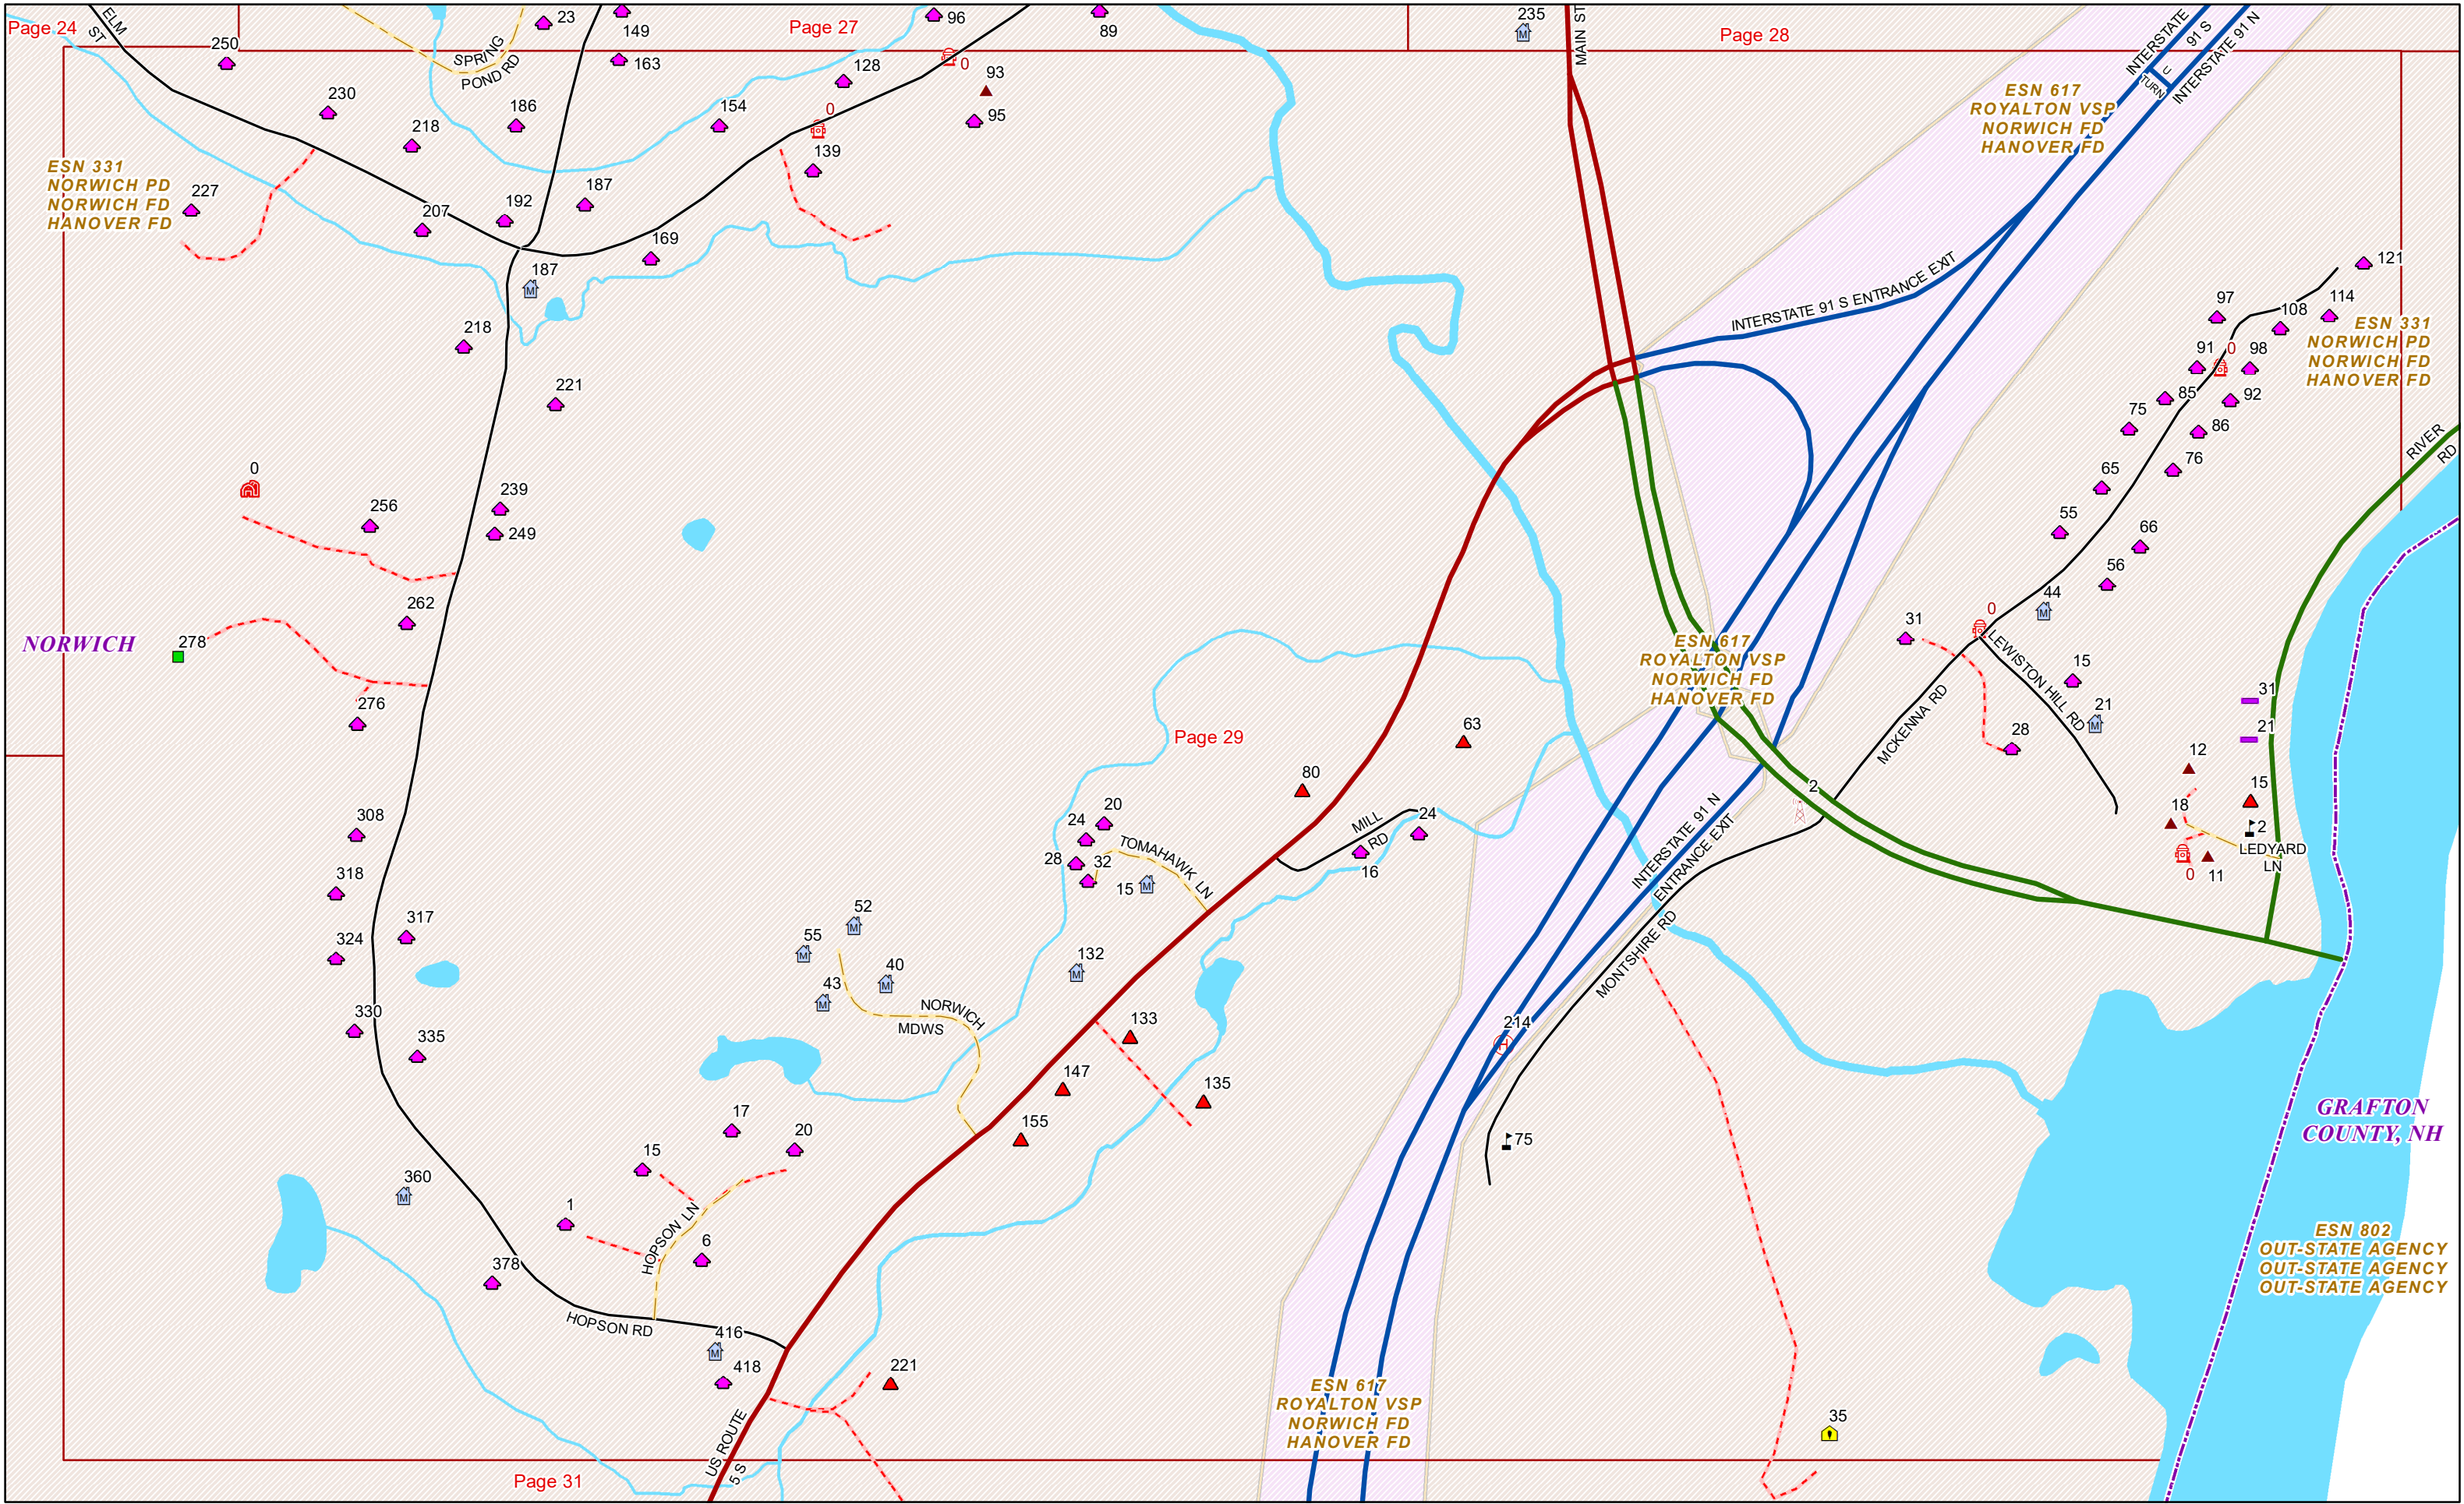 Page 24
ELM
ST
250
SPRING
POND RD
23
149
163
Page 27
96
0
93
95
89
235
MAIN ST
Page 28
INTERSTATE
91 S
INTERSTATE 91 N
U
TURN
ESN 617
ROYALTON VSP
NORWICH FD
HANOVER FD
230
218
186
154
128
0
139
ESN 331
NORWICH PD
NORWICH FD
HANOVER FD
227
207
192
187
169
187
M
218
221
INTERSTATE 91 S ENTRANCE EXIT
121
97
108
114
ESN 331
NORWICH PD
NORWICH FD
HANOVER FD
91
0
98
85
92
75
86
76
65
55
66
56
RIVER
RD
0
256
239
249
262
NORWICH
278
276
ESN 617
ROYALTON VSP
NORWICH FD
HANOVER FD
31
0
44
M
LEWISTON HILL RD
15
21
M
28
MCKENNA RD
31
21
12
15
18
2
LEDYARD
LN
0
11
Page 29
63
80
20
24
28
32
TOMAHAWK LN
15
M
MILL
RD
24
16
2
INTERSTATE 91 N
ENTRANCE EXIT
MONTSHIRE RD
308
318
317
324
330
335
52
M
55
M
43
M
40
M
NORWICH
MDWS
132
M
133
147
135
155
214
H
75
17
20
15
1
6
HOPSON LN
360
M
378
HOPSON RD
416
M
418
221
US ROUTE
5 S
GRAFTON
COUNTY, NH
ESN 802
OUT-STATE AGENCY
OUT-STATE AGENCY
OUT-STATE AGENCY
ESN 617
ROYALTON VSP
NORWICH FD
HANOVER FD
35
Page 31